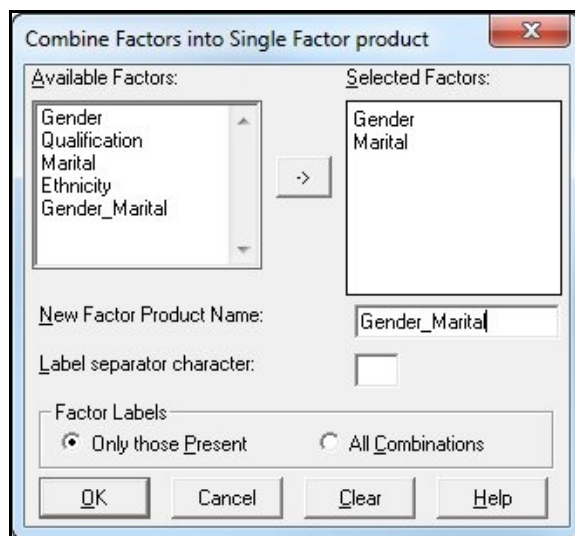 Combine Factors into Single Factor product
Available Factors:
Gender
Qualification
Marital
Ethnicity
Gender_Marital
->
Selected Factors:
Gender
Marital
New Factor Product Name:
Gender_Marital
Label separator character:
Factor Labels
Only those Present
All Combinations
OK
Cancel
Clear
Help